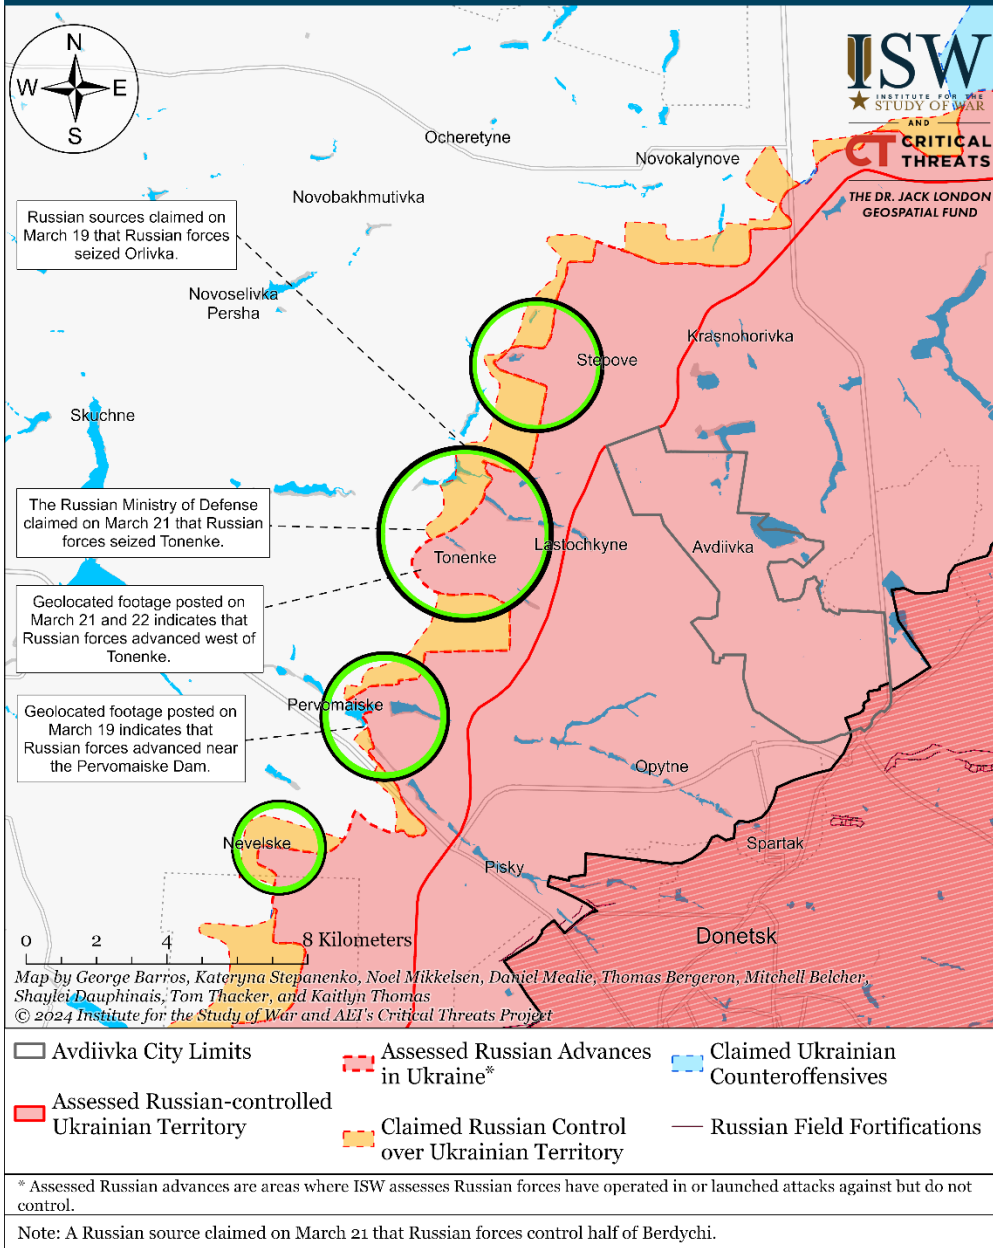 N
W E
S
ISW
INSTITUTE FOR THE
STUDY OF WAR
AND
CT CRITICAL
THREATS
THE DR. JACK LONDON
GEOSPATIAL FUND
Ocheretyne
Novokalynove
Novobakhmutivka
Russian sources claimed on
March 19 that Russian forces
seized Orlivka.
Novoselivka
Persha
Krasnohorivka
Stepove
Skuchne
The Russian Ministry of Defense
claimed on March 21 that Russian
forces seized Tonenke.
Lastochkyne
Avdiivka
Tonenke
Geolocated footage posted on
March 21 and 22 indicates that
Russian forces advanced west of
Tonenke.
Pervomaiske
Geolocated footage posted on
March 19 indicates that
Russian forces advanced near
the Pervomaiske Dam.
Opytne
Nevelske
Spartak
Pisky
Donetsk
0 2 4 8 Kilometers
Map by George Barros, Kateryna Stepanenko, Noel Mikkelsen, Daniel Mealie, Thomas Bergeron, Mitchell Belcher,
Shaylei Dauphinais, Tom Thacker, and Kaitlyn Thomas
© 2024 Institute for the Study of War and AEI's Critical Threats Project
Avdiivka City Limits
Assessed Russian-controlled
Ukrainian Territory
Assessed Russian Advances
in Ukraine*
Claimed Russian Control
over Ukrainian Territory
Claimed Ukrainian
Counteroffensives
Russian Field Fortifications
* Assessed Russian advances are areas where ISW assesses Russian forces have operated in or launched attacks against but do not
control.
Note: A Russian source claimed on March 21 that Russian forces control half of Berdychi.